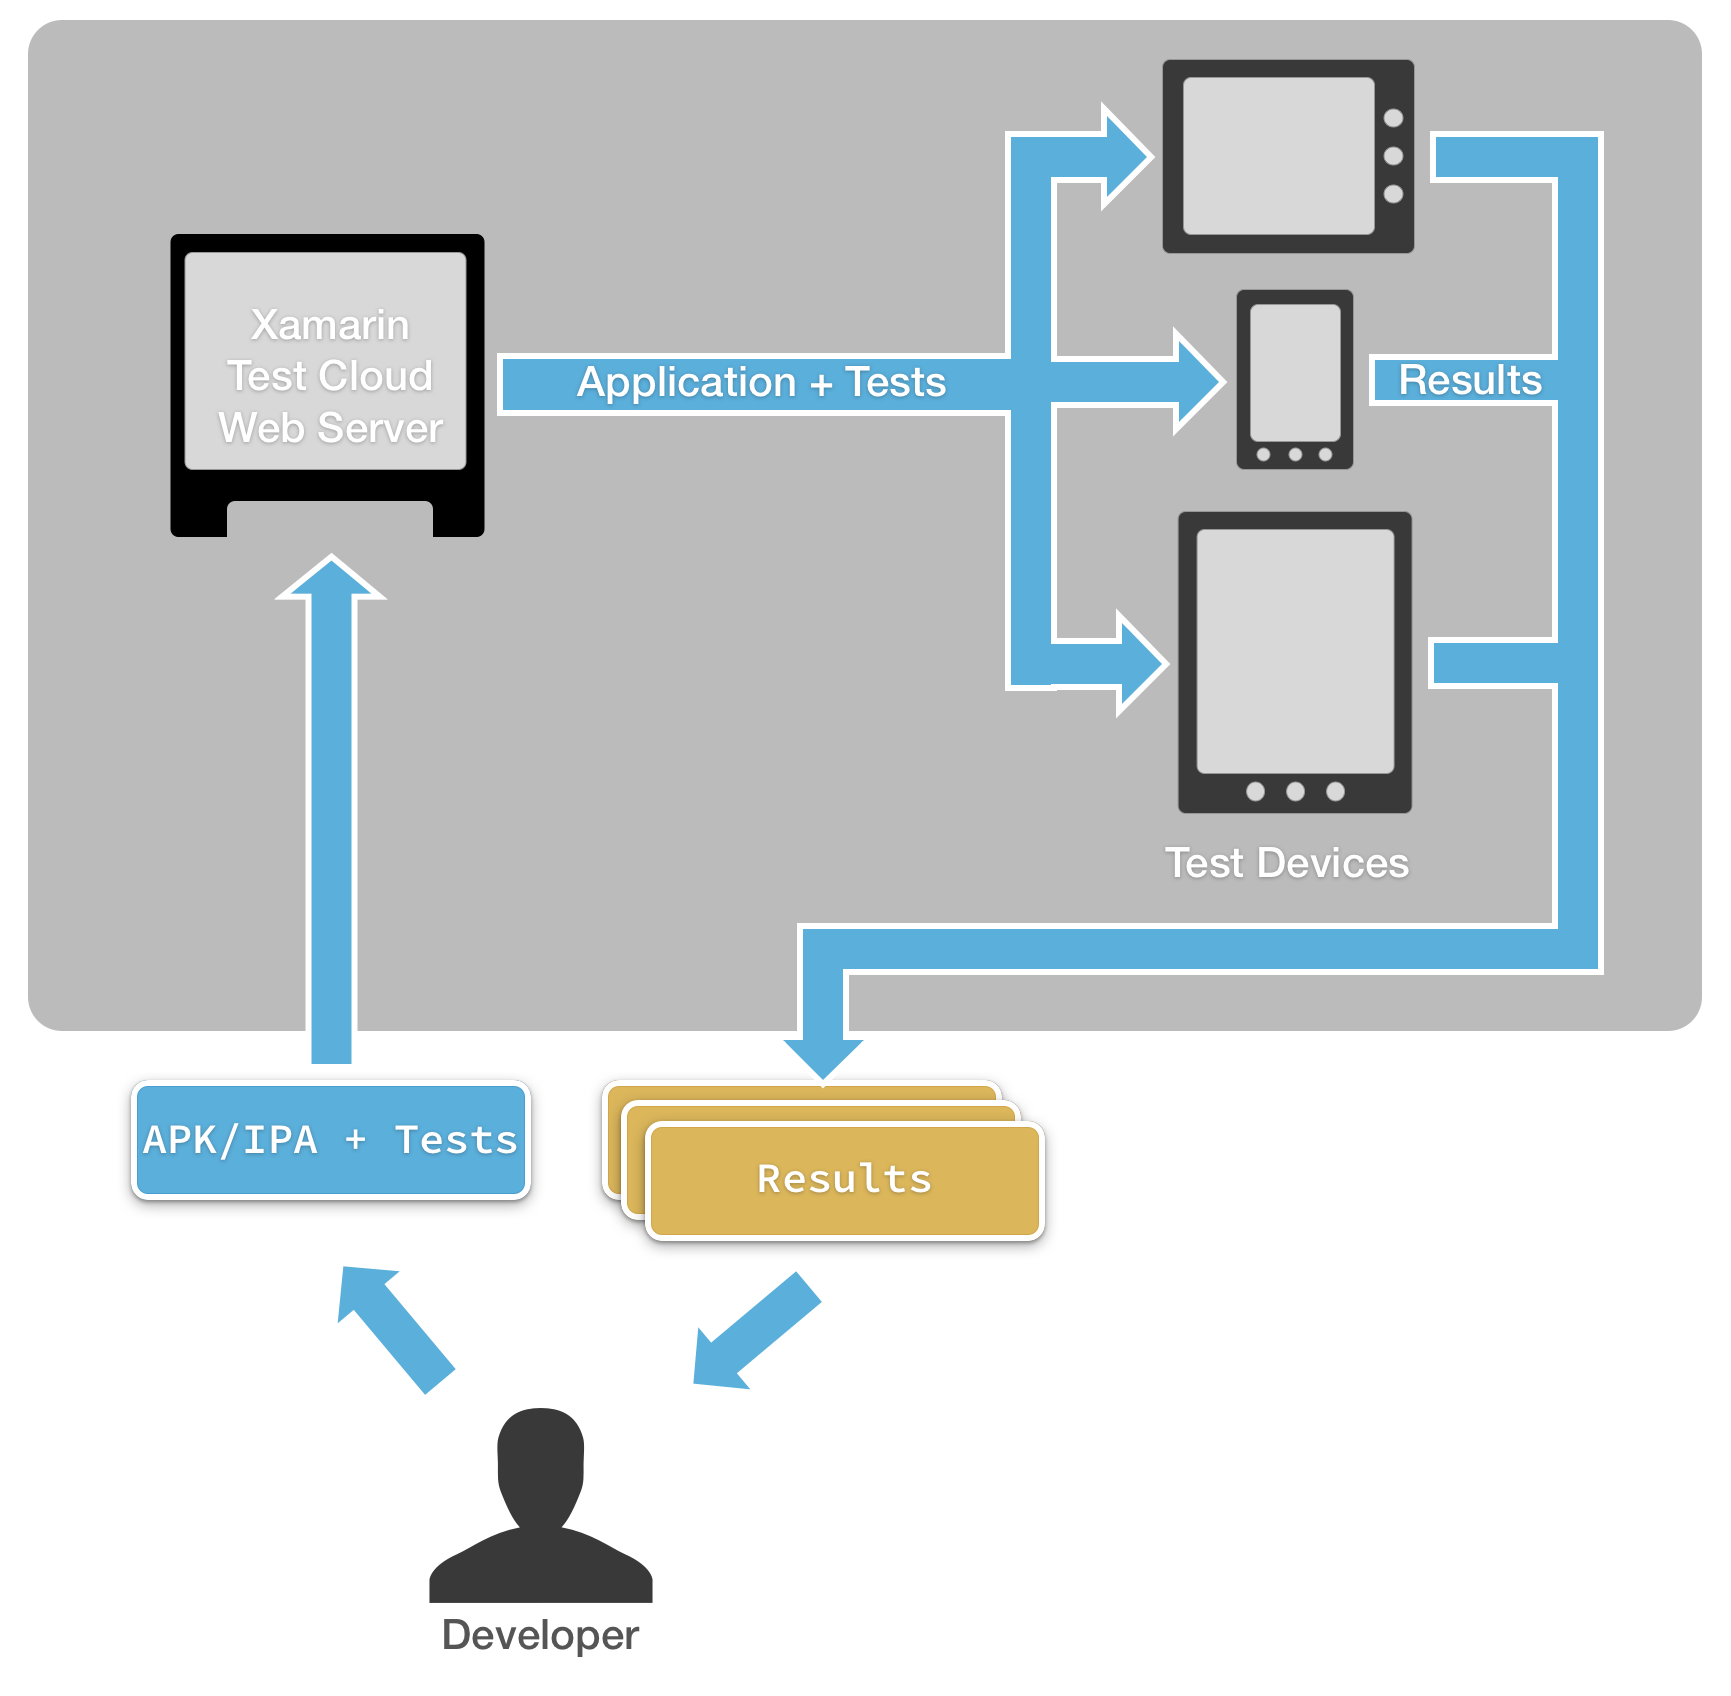 Xamarin
Test Cloud
Web Server
Application + Tests
Results
Test Devices
APK/IPA + Tests
Results
Developer